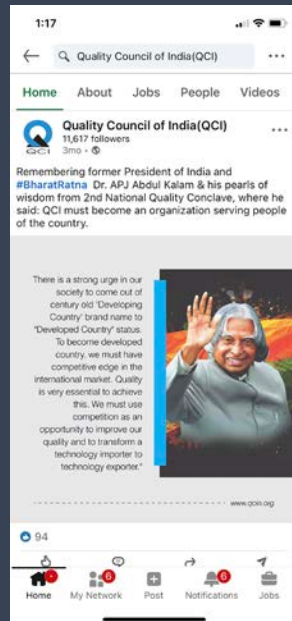 1:17
Quality Council of India(QCI)
Home About Jobs People Videos
Quality Council of India(QCI)
11,617 followers
3mo
QCI
Remembering former President of India and
#BharatRatna Dr. APJ Abdul Kalam & his pearls of
wisdom from 2nd National Quality Conclave, where he
said: QCI must become an organization serving people
of the country.
There is a strong urge in our
society to come out of
century old 'Developing
Country' brand name to
"Developed Country" status.
To become developed
country, we must have
competitive edge in the
international market. Quality
is very essential to achieve
this. We must use
competition as an
opportunity to improve our
quality and to transform a
technology importer to
technology exporter."
www.qcin.org
94
6 6
Home My Network Post Notifications Jobs